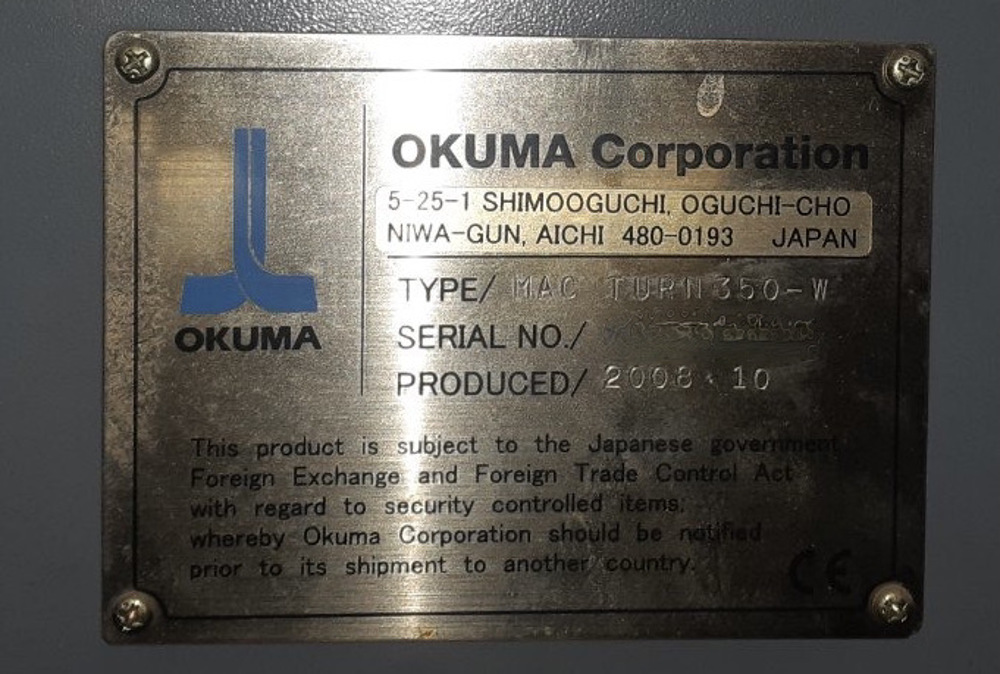 OKUMA
OKUMA Corporation
5-25-1 SHIMOOGUCHI, OGUCHI-CHO
NIWA-GUN, AICHI 480-0193 JAPAN
TYPE/ MAC TURN 350-W
SERIAL NO./
PRODUCED/ 2008 10
This product is subject to the Japanese government
Foreign Exchange and Foreign Trade Control Act
with regard to security controlled items;
whereby Okuma Corporation should be notified
prior to its shipment to another country.
CE